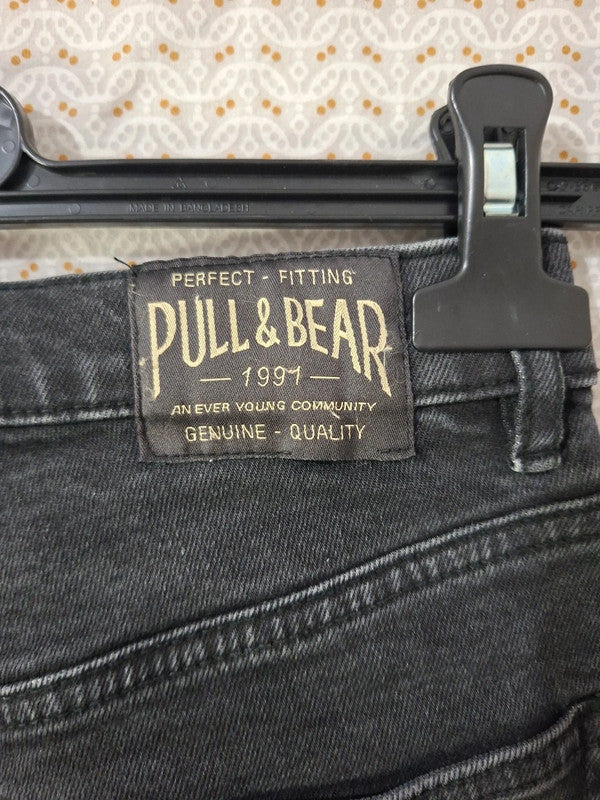 MADE IN BANGLADESH
PERFECT - FITTING
PULL & BEAR
— 1991 —
AN EVER YOUNG COMMUNITY
GENUINE - QUALITY